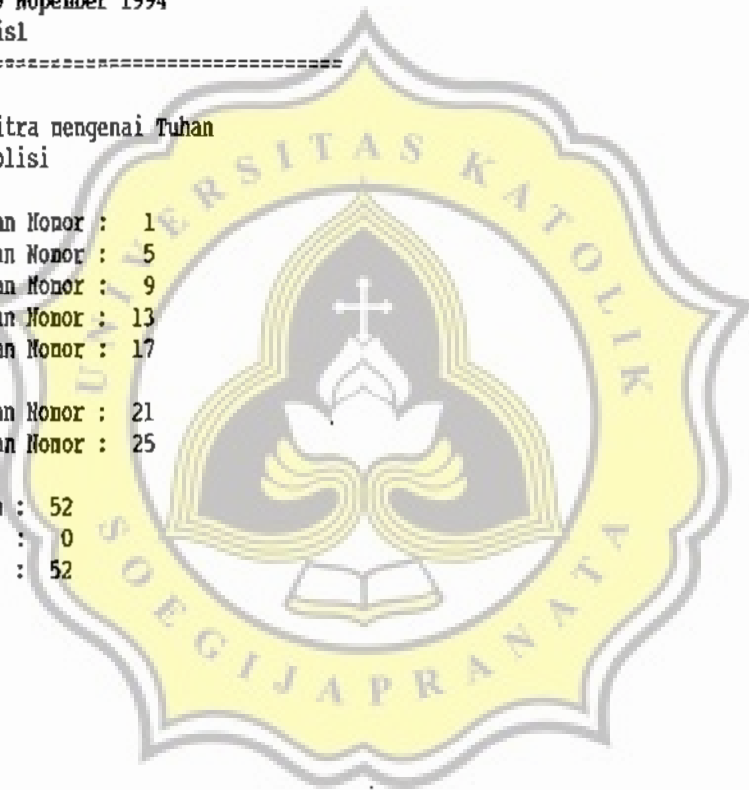 Nopember 1994
=================================
itra mengenai Tuhan
olisi
an Nomor : 1
an Nomor : 5
an Nomor : 9
an Nomor : 13
an Nomor : 17
an Nomor : 21
an Nomor : 25
: 52
: 0
: 52
UNIVERSITAS KATOLIK
SOEGIJAPRANATA